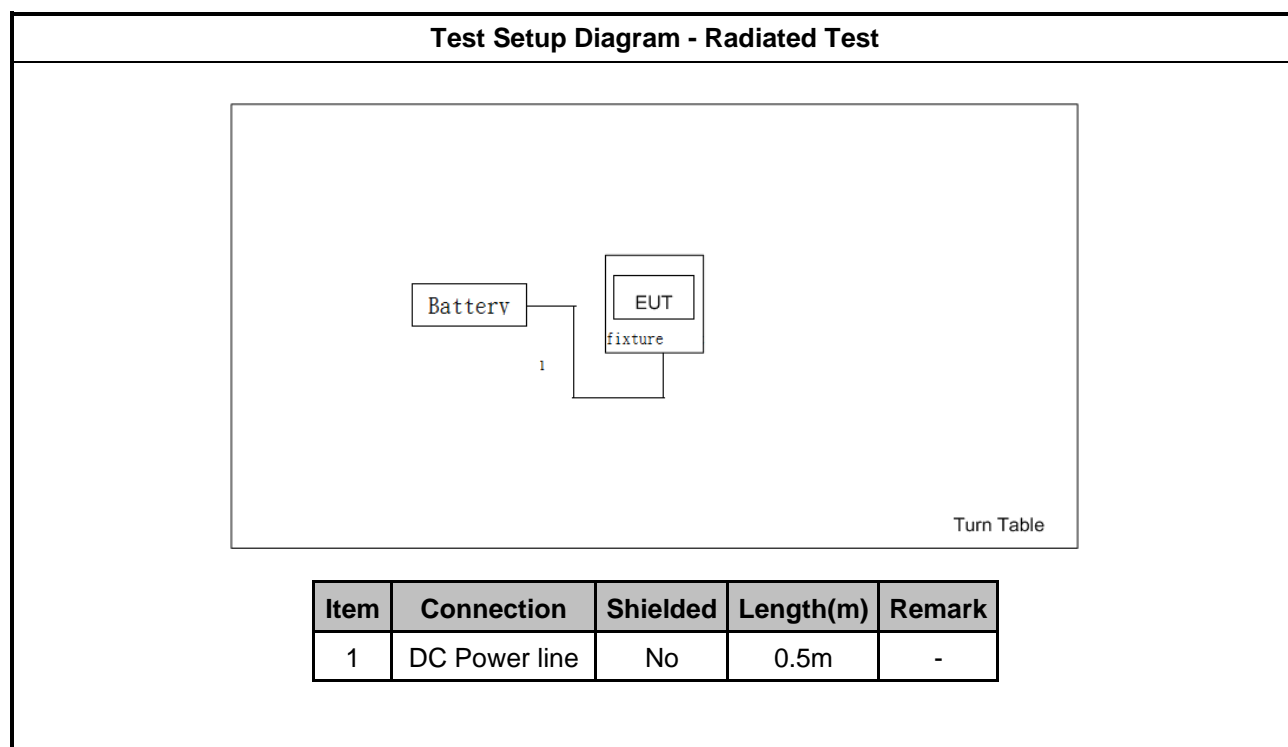 Test Setup Diagram - Radiated Test
Battery
EUT
fixture
1
Turn Table
Item Connection Shielded Length(m) Remark
1 DC Power line No 0.5m -